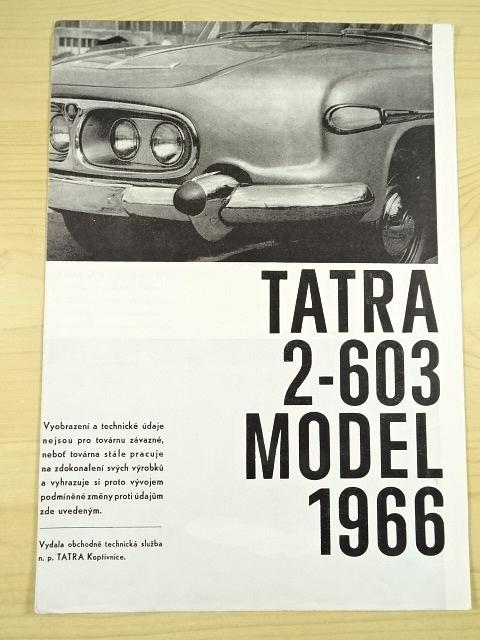 TATRA
2-603
MODEL
1966
Vyobrazení a technické údaje
nejsou pro továrnu závazné,
neboť továrna stále pracuje
na zdokonalení svých výrobků
a vyhrazuje si proto vývojem
podmíněné změny proti údajům
zde uvedeným.
Vydala obchodně technická služba
n. p. TATRA Kopřivnice.